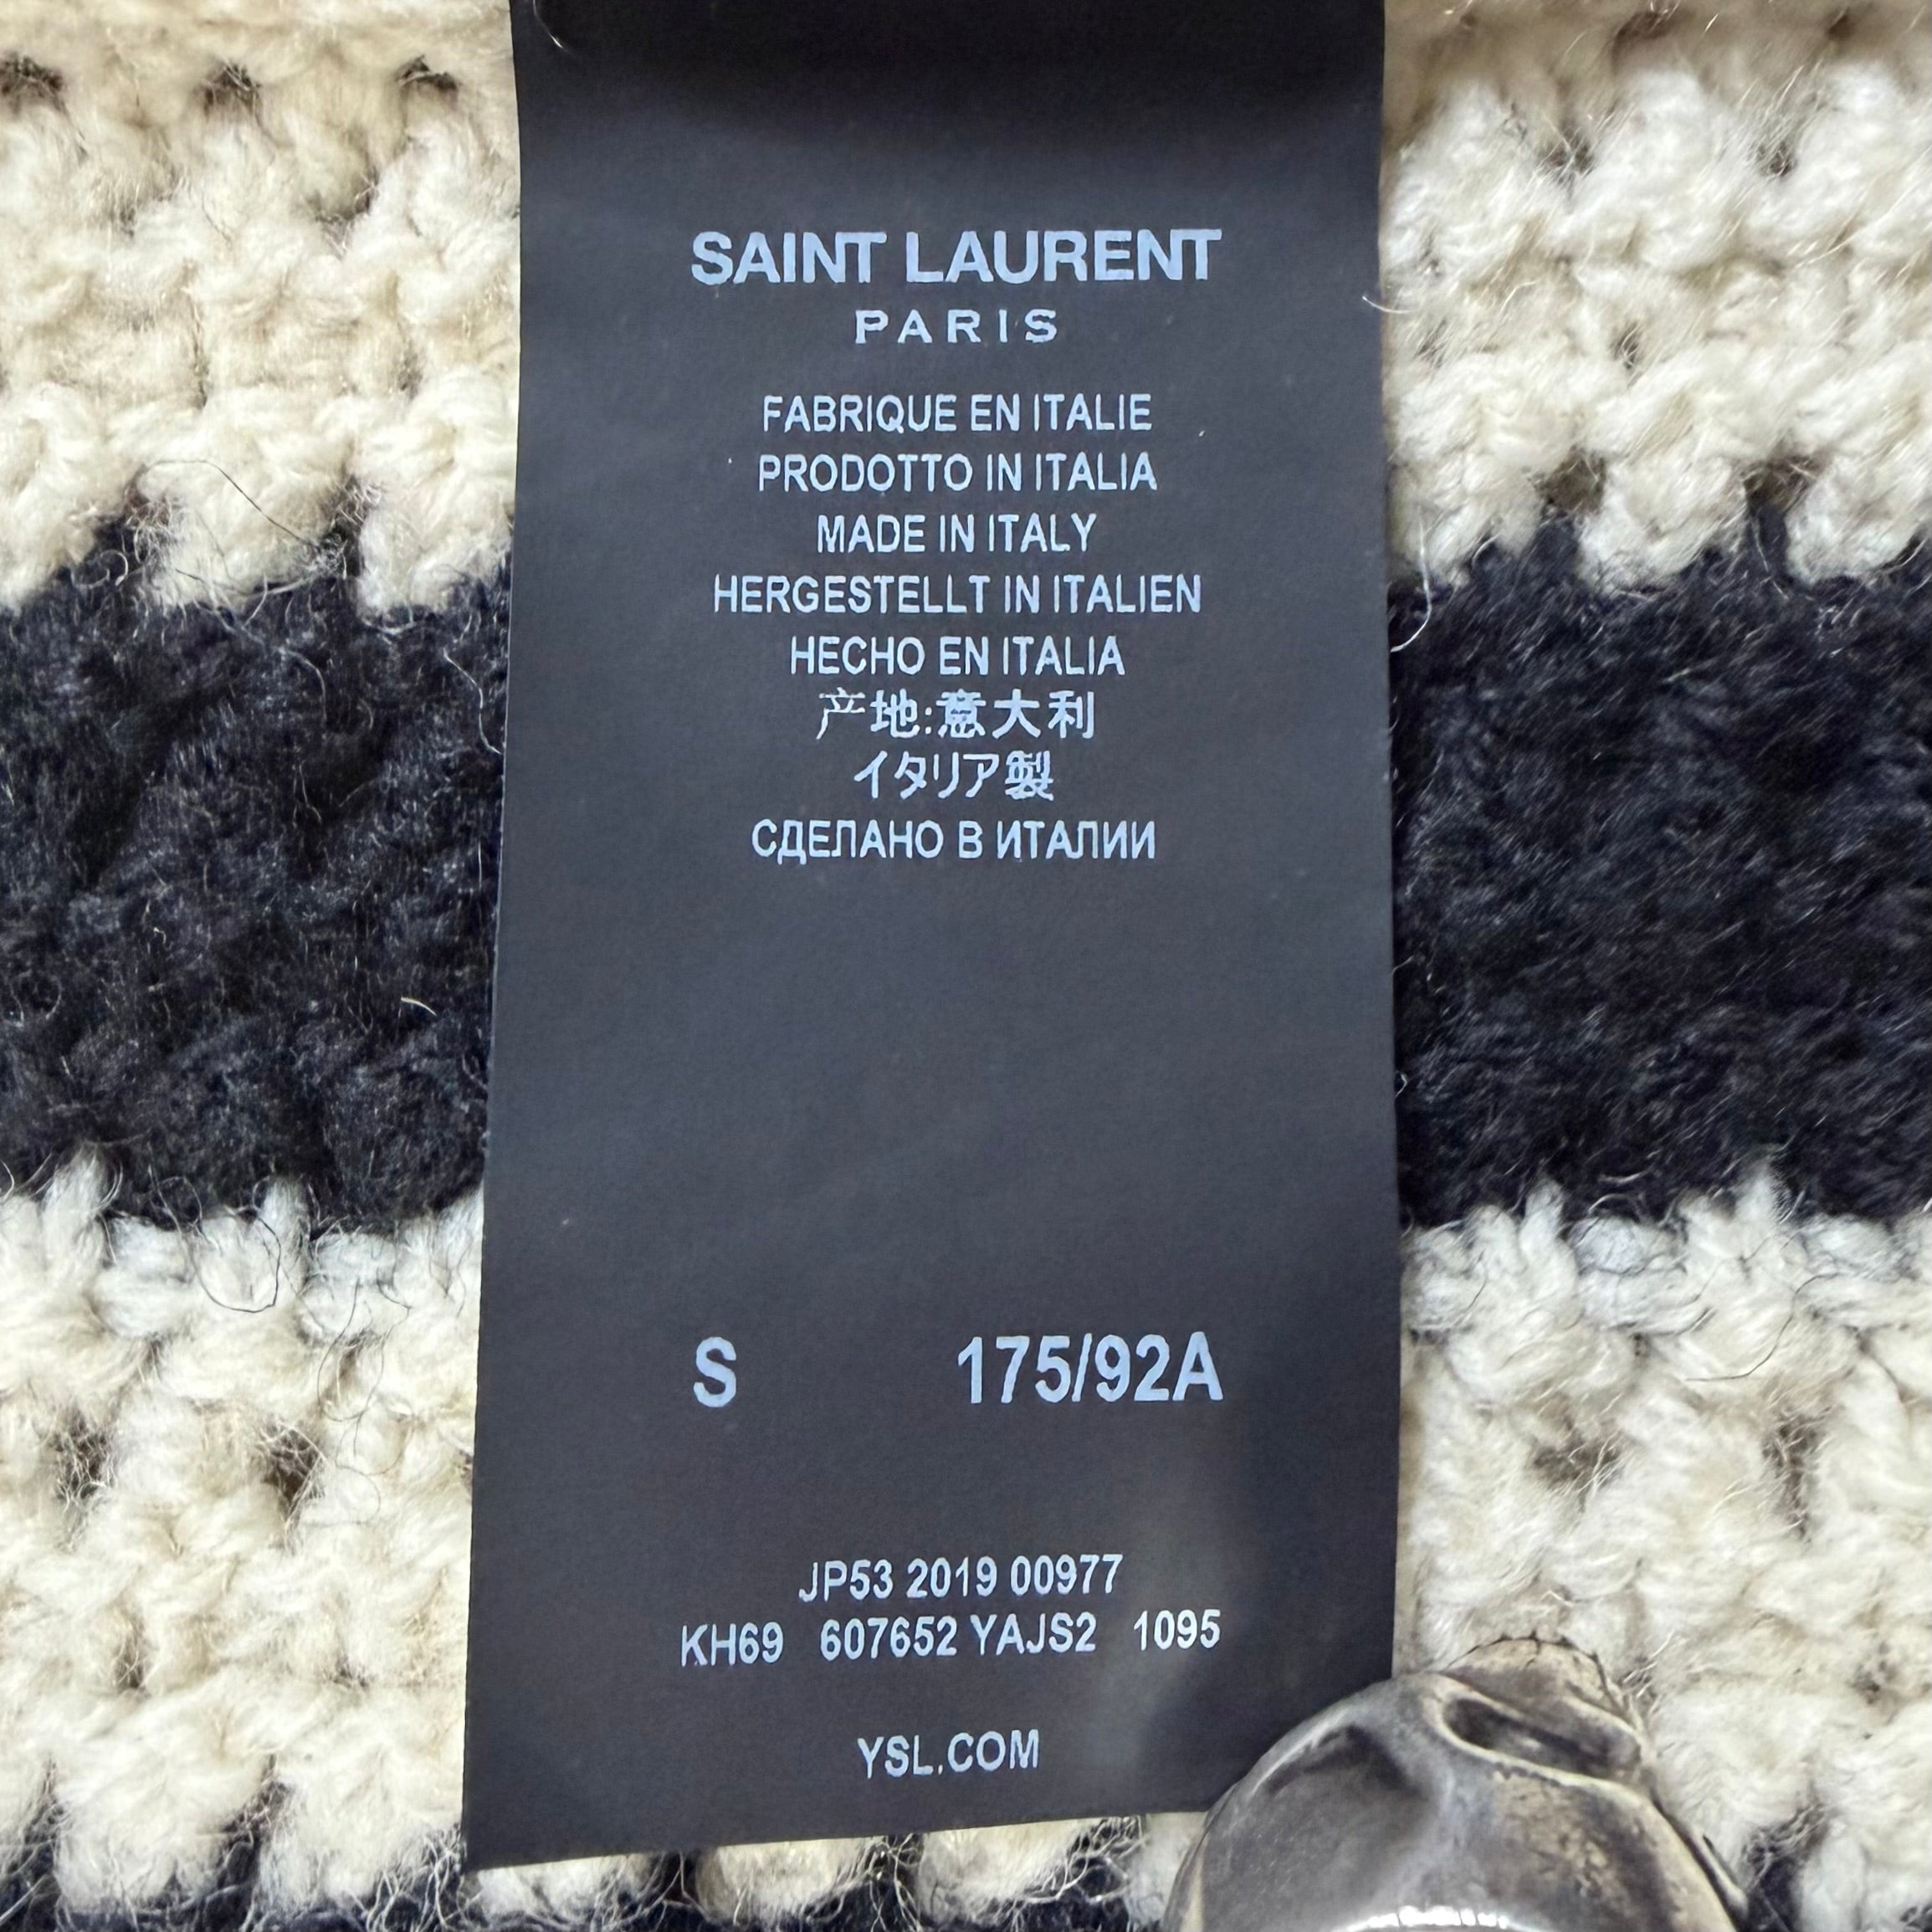 SAINT LAURENT
PARIS
FABRIQUE EN ITALIE
PRODOTTO IN ITALIA
MADE IN ITALY
HERGESTELLT IN ITALIEN
HECHO EN ITALIA
产地:意大利
イタリア製
СДЕЛАНО В ИТАЛИИ
S 175/92A
JP53 2019 00977
KH69 607652 YAJS2 1095
YSL.COM